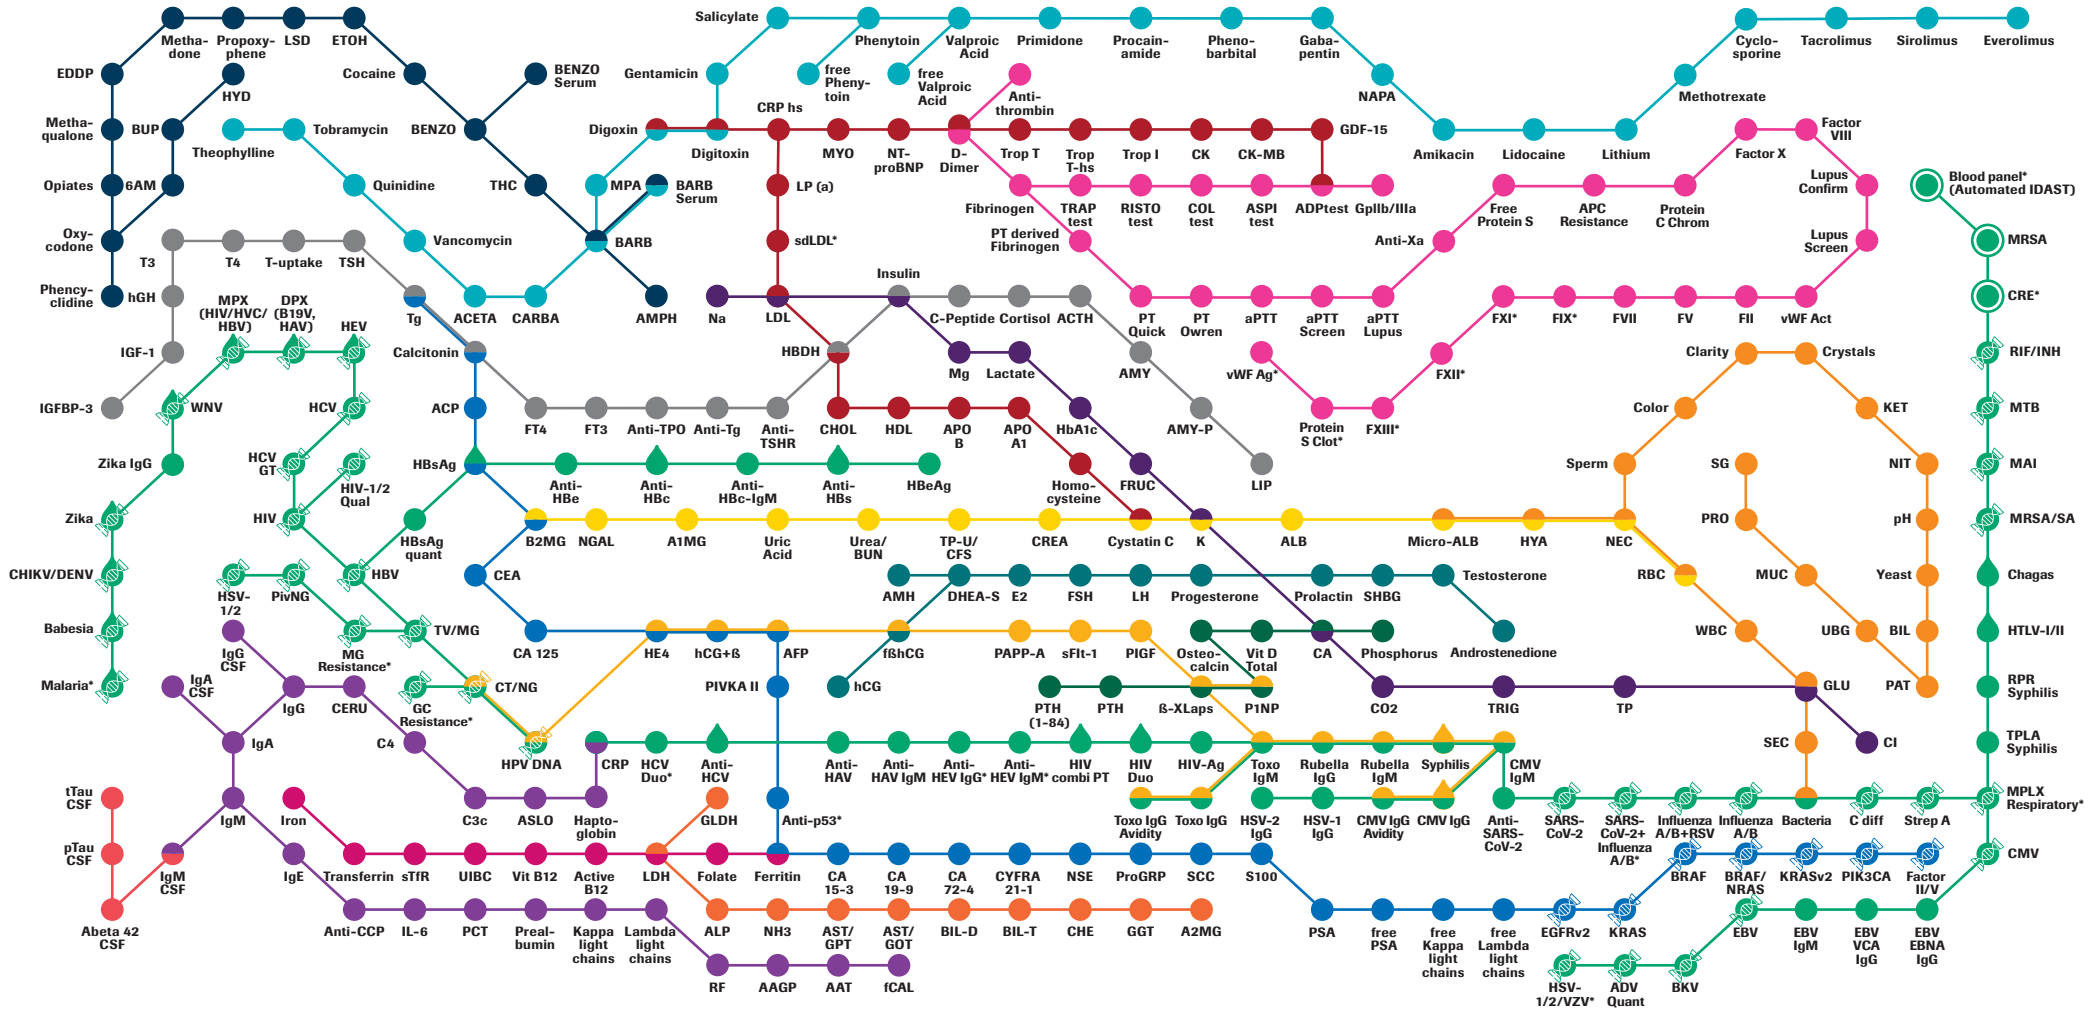 Metha-
done
Propoxy-
phene
LSD
ETOH
Salicylate
Phenytoin
Valproic
Acid
Primidone
Procain-
amide
Pheno-
barbital
Gaba-
pentin
Cyclo-
sporine
Tacrolimus
Sirolimus
Everolimus
EDDP
HYD
Cocaine
BENZO
Serum
Gentamicin
free
Pheny-
toin
free
Valproic
Acid
Anti-
thrombin
NAPA
Methotrexate
Metha-
qualone
BUP
Theophylline
Tobramycin
BENZO
Digoxin
Digitoxin
CRP hs
MYO
NT-
proBNP
D-
Dimer
Trop T
Trop
T-hs
Trop I
CK
CK-MB
GDF-15
Amikacin
Lidocaine
Lithium
Factor X
Factor
VIII
Opiates
6AM
Quinidine
THC
MPA
BARB
Serum
LP (a)
Fibrinogen
TRAP
test
RISTO
test
COL
test
ASPI
test
ADPtest
GpIIb/IIIa
Free
Protein S
APC
Resistance
Protein
C Chrom
Lupus
Confirm
Blood panel*
(Automated IDAST)
Oxy-
codone
T3
T4
T-uptake
TSH
Vancomycin
BARB
sdLDL*
PT derived
Fibrinogen
Anti-Xa
Lupus
Screen
MRSA
Phency-
clidine
hGH
MPX
(HIV/HVC/
HBV)
DPX
(B19V,
HAV)
HEV
Tg
ACETA
CARBA
AMPH
Na
LDL
Insulin
C-Peptide
Cortisol
ACTH
PT
Quick
PT
Owren
aPTT
aPTT
Screen
aPTT
Lupus
FXI*
FIX*
FVII
FV
FII
vWF Act
CRE*
IGF-1
Calcitonin
HBDH
Mg
Lactate
AMY
vWF Ag*
FXII*
Clarity
Crystals
RIF/INH
IGFBP-3
WNV
HCV
ACP
FT4
FT3
Anti-TPO
Anti-Tg
Anti-
TSHR
CHOL
HDL
APO
B
APO
A1
HbA1c
AMY-P
Protein
S Clot*
FXIII*
Color
KET
MTB
Zika IgG
HCV
GT
HIV-1/2
Qual
HBsAg
Anti-
HBe
Anti-
HBc
Anti-
HBc-IgM
Anti-
HBs
HBeAg
Homo-
cysteine
FRUC
LIP
Sperm
SG
NIT
MAI
Zika
HIV
HBsAg
quant
B2MG
NGAL
A1MG
Uric
Acid
Urea/
BUN
TP-U/
CFS
CREA
Cystatin C
K
ALB
Micro-ALB
HYA
NEC
PRO
pH
MRSA/SA
CHIKV/DENV
HSV-
1/2
PivNG
HBV
CEA
AMH
DHEA-S
E2
FSH
LH
Progesterone
Prolactin
SHBG
Testosterone
RBC
MUC
Yeast
Chagas
Babesia
IgG
CSF
MG
Resistance*
TV/MG
CA 125
HE4
hCG+ß
AFP
fßhCG
PAPP-A
sFlt-1
PIGF
Osteo-
calcin
Vit D
Total
CA
Phosphorus
Androstenedione
WBC
UBG
BIL
HTLV-I/II
Malaria*
IgA
CSF
IgG
CERU
GC
Resistance*
CT/NG
PIVKA II
hCG
PTH
(1-84)
PTH
ß-XLaps
P1NP
CO2
TRIG
TP
GLU
PAT
RPR
Syphilis
IgA
C4
HPV DNA
CRP
HCV
Duo*
Anti-
HCV
Anti-
HAV
Anti-
HAV IgM
Anti-
HEV IgG*
Anti-
HEV IgM*
HIV
combi PT
HIV
Duo
HIV-Ag
Toxo
IgM
Rubella
IgG
Rubella
IgM
Syphilis
CMV
IgM
SEC
CI
TPLA
Syphilis
tTau
CSF
IgM
Iron
C3c
ASLO
Hapto-
globin
GLDH
Anti-p53*
Toxo IgG
Avidity
Toxo IgG
HSV-2
IgG
HSV-1
IgG
CMV IgG
Avidity
CMV IgG
Anti-
SARS-
CoV-2
SARS-
CoV-2
SARS-
CoV-2+
Influenza
A/B*
Influenza
A/B+RSV
Influenza
A/B
Bacteria
C diff
Strep A
MPLX
Respiratory*
pTau
CSF
IgM
CSF
IgE
Transferrin
sTfR
UIBC
Vit B12
Active
B12
LDH
Folate
Ferritin
CA
15-3
CA
19-9
CA
72-4
CYFRA
21-1
NSE
ProGRP
SCC
S100
BRAF
BRAF/
NRAS
KRASv2
PIK3CA
Factor
II/V
CMV
Abeta 42
CSF
Anti-CCP
IL-6
PCT
Preal-
bumin
Kappa
light
chains
Lambda
light
chains
ALP
NH3
AST/
GPT
AST/
GOT
BIL-D
BIL-T
CHE
GGT
A2MG
PSA
free
PSA
free
Kappa
light
chains
free
Lambda
light
chains
EGFRv2
KRAS
EBV
EBV
IgM
EBV
VCA
IgG
EBV
EBNA
IgG
RF
AAGP
AAT
fCAL
HSV-
1/2/VZV*
ADV
Quant
BKV